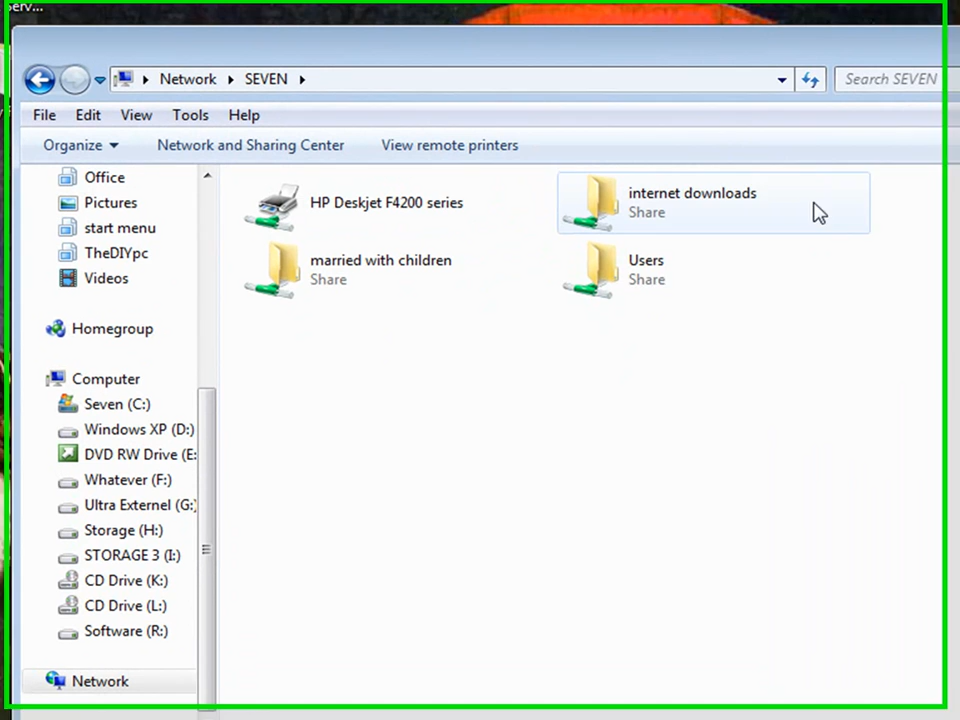 Network SEVEN Search SEVEN
File Edit View Tools Help
Organize Network and Sharing Center View remote printers
Office
Pictures
start menu
TheDIYpc
Videos
Homegroup
Computer
Seven (C:)
Windows XP (D:)
DVD RW Drive (E:
Whatever (F:)
Ultra Externel (G:)
Storage (H:)
STORAGE 3 (I:)
CD Drive (K:)
CD Drive (L:)
Software (R:)
Network
HP Deskjet F4200 series
internet downloads
Share
married with children
Share
Users
Share